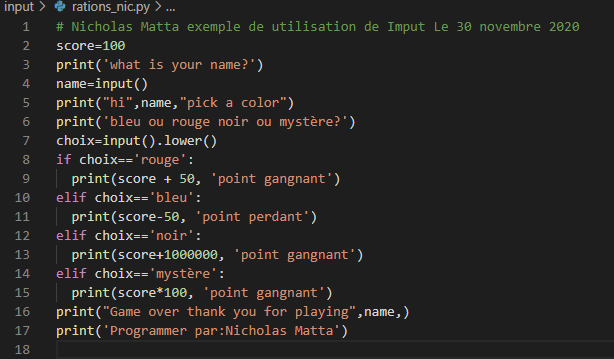 input > rations_nic.py > ...
1 # Nicholas Matta exemple de utilisation de Imput Le 30 novembre 2020
2 score=100
3 print('what is your name?')
4 name=input()
5 print("hi",name,"pick a color")
6 print('bleu ou rouge noir ou mystère?')
7 choix=input().lower()
8 if choix=='rouge':
9   print(score + 50, 'point gangnant')
10 elif choix=='bleu':
11   print(score-50, 'point perdant')
12 elif choix=='noir':
13   print(score+1000000, 'point gangnant')
14 elif choix=='mystère':
15   print(score*100, 'point gangnant')
16 print("Game over thank you for playing",name,)
17 print('Programmer par:Nicholas Matta')
18